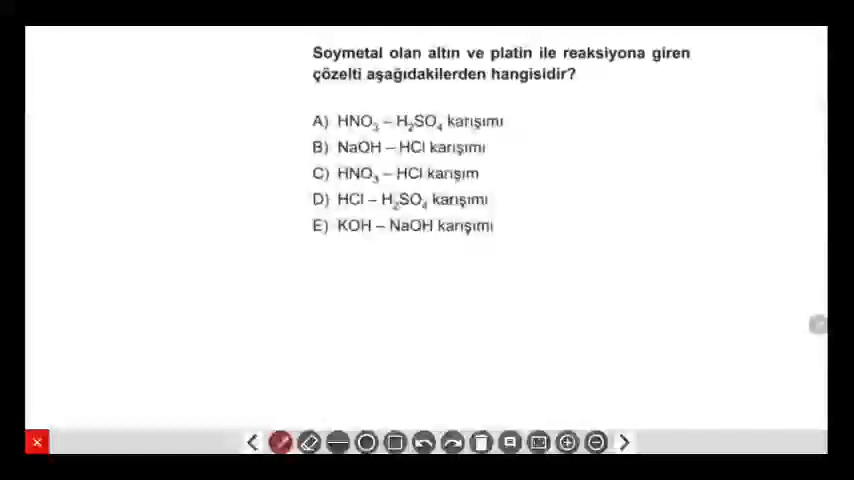 Soymetal olan altın ve platin ile reaksiyona giren
çözelti aşağıdakilerden hangisidir?
A) HNO₃ – H₂SO₄ karışımı
B) NaOH – HCl karışımı
C) HNO₃ – HCl karışım
D) HCl – H₂SO₄ karışımı
E) KOH – NaOH karışımı